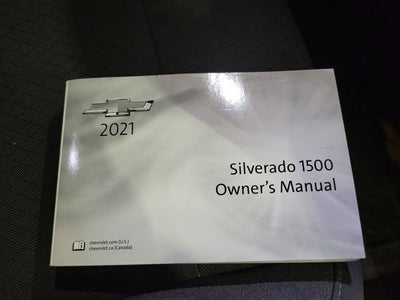 2021
Silverado 1500
Owner's Manual
chevrolet.com (U.S.)
chevrolet.ca (Canada)